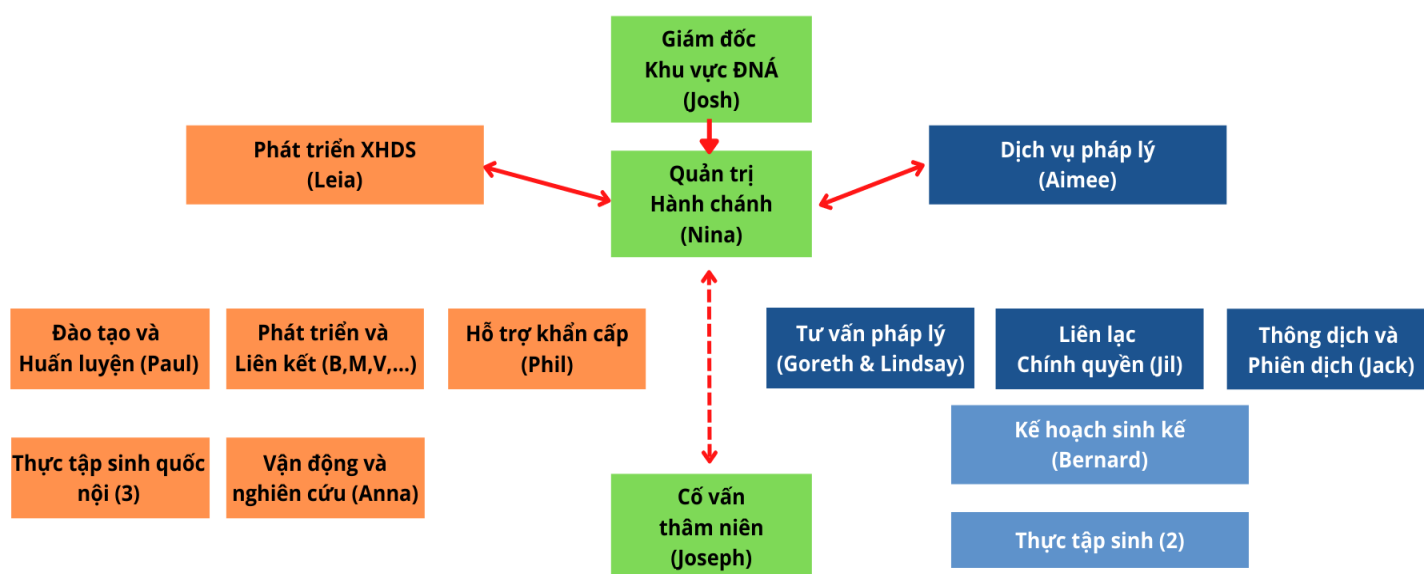 Giám đốc
Khu vực ĐNÁ
(Josh)
Phát triển XHDS
(Leia)
Quản trị
Hành chánh
(Nina)
Dịch vụ pháp lý
(Aimee)
Đào tạo và
Huấn luyện (Paul)
Phát triển và
Liên kết (B,M,V,...)
Hỗ trợ khẩn cấp
(Phil)
Tư vấn pháp lý
(Goreth & Lindsay)
Liên lạc
Chính quyền (Jil)
Thông dịch và
Phiên dịch (Jack)
Thực tập sinh quốc
nội (3)
Vận động và
nghiên cứu (Anna)
Kế hoạch sinh kế
(Bernard)
Cố vấn
thâm niên
(Joseph)
Thực tập sinh (2)